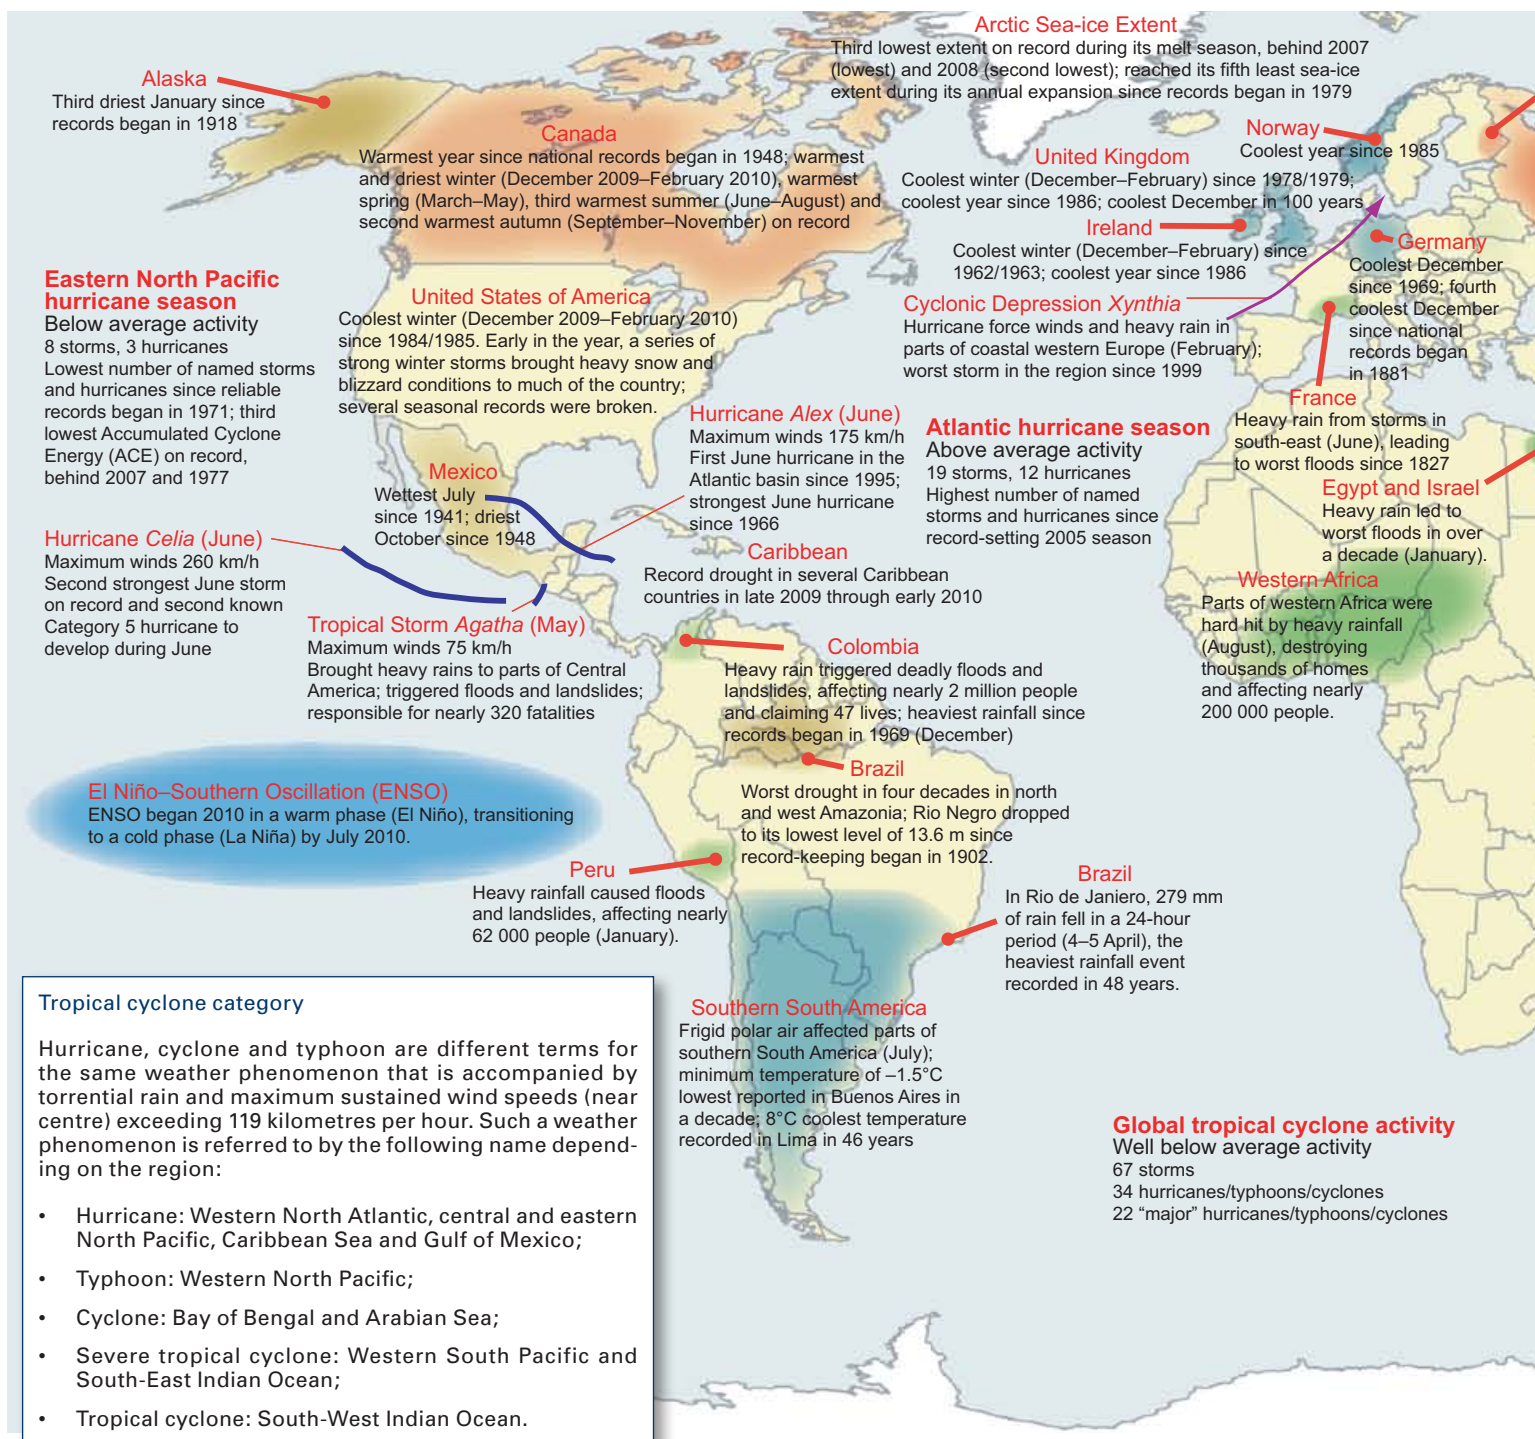 Arctic Sea-ice Extent
Third lowest extent on record during its melt season, behind 2007
(lowest) and 2008 (second lowest); reached its fifth least sea-ice
extent during its annual expansion since records began in 1979
Alaska
Third driest January since
records began in 1918
Canada
Warmest year since national records began in 1948; warmest
and driest winter (December 2009–February 2010), warmest
spring (March–May), third warmest summer (June–August) and
second warmest autumn (September–November) on record
Norway
Coolest year since 1985
United Kingdom
Coolest winter (December–February) since 1978/1979;
coolest year since 1986; coolest December in 100 years
Ireland
Coolest winter (December–February) since
1962/1963; coolest year since 1986
Germany
Coolest December
since 1969; fourth
coolest December
since national
records began
in 1881
Cyclonic Depression Xynthia
Hurricane force winds and heavy rain in
parts of coastal western Europe (February);
worst storm in the region since 1999
Eastern North Pacific
hurricane season
Below average activity
8 storms, 3 hurricanes
Lowest number of named storms
and hurricanes since reliable
records began in 1971; third
lowest Accumulated Cyclone
Energy (ACE) on record,
behind 2007 and 1977
United States of America
Coolest winter (December 2009–February 2010)
since 1984/1985. Early in the year, a series of
strong winter storms brought heavy snow and
blizzard conditions to much of the country;
several seasonal records were broken.
Hurricane Alex (June)
Maximum winds 175 km/h
First June hurricane in the
Atlantic basin since 1995;
strongest June hurricane
since 1966
Atlantic hurricane season
Above average activity
19 storms, 12 hurricanes
Highest number of named
storms and hurricanes since
record-setting 2005 season
France
Heavy rain from storms in
south-east (June), leading
to worst floods since 1827
Egypt and Israel
Heavy rain led to
worst floods in over
a decade (January).
Mexico
Wettest July
since 1941; driest
October since 1948
Hurricane Celia (June)
Maximum winds 260 km/h
Second strongest June storm
on record and second known
Category 5 hurricane to
develop during June
Caribbean
Record drought in several Caribbean
countries in late 2009 through early 2010
Western Africa
Parts of western Africa were
hard hit by heavy rainfall
(August), destroying
thousands of homes
and affecting nearly
200 000 people.
Tropical Storm Agatha (May)
Maximum winds 75 km/h
Brought heavy rains to parts of Central
America; triggered floods and landslides;
responsible for nearly 320 fatalities
Colombia
Heavy rain triggered deadly floods and
landslides, affecting nearly 2 million people
and claiming 47 lives; heaviest rainfall since
records began in 1969 (December)
El Niño–Southern Oscillation (ENSO)
ENSO began 2010 in a warm phase (El Niño), transitioning
to a cold phase (La Niña) by July 2010.
Brazil
Worst drought in four decades in north
and west Amazonia; Rio Negro dropped
to its lowest level of 13.6 m since
record-keeping began in 1902.
Peru
Heavy rainfall caused floods
and landslides, affecting nearly
62 000 people (January).
Brazil
In Rio de Janiero, 279 mm
of rain fell in a 24-hour
period (4–5 April), the
heaviest rainfall event
recorded in 48 years.
Southern South America
Frigid polar air affected parts of
southern South America (July);
minimum temperature of –1.5°C
lowest reported in Buenos Aires in
a decade; 8°C coolest temperature
recorded in Lima in 46 years
Global tropical cyclone activity
Well below average activity
67 storms
34 hurricanes/typhoons/cyclones
22 “major” hurricanes/typhoons/cyclones
Tropical cyclone category
Hurricane, cyclone and typhoon are different terms for
the same weather phenomenon that is accompanied by
torrential rain and maximum sustained wind speeds (near
centre) exceeding 119 kilometres per hour. Such a weather
phenomenon is referred to by the following name depend-
ing on the region:
• Hurricane: Western North Atlantic, central and eastern
North Pacific, Caribbean Sea and Gulf of Mexico;
• Typhoon: Western North Pacific;
• Cyclone: Bay of Bengal and Arabian Sea;
• Severe tropical cyclone: Western South Pacific and
South-East Indian Ocean;
• Tropical cyclone: South-West Indian Ocean.